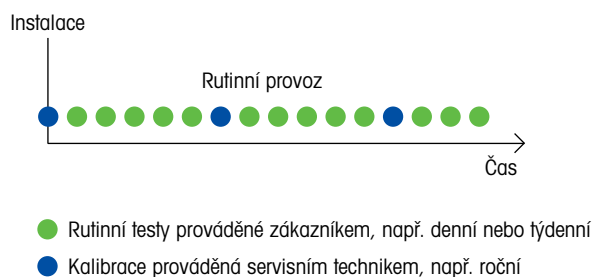 Instalace
Rutinní provoz
Čas
Rutinní testy prováděné zákazníkem, např. denní nebo týdenní
Kalibrace prováděná servisním technikem, např. roční